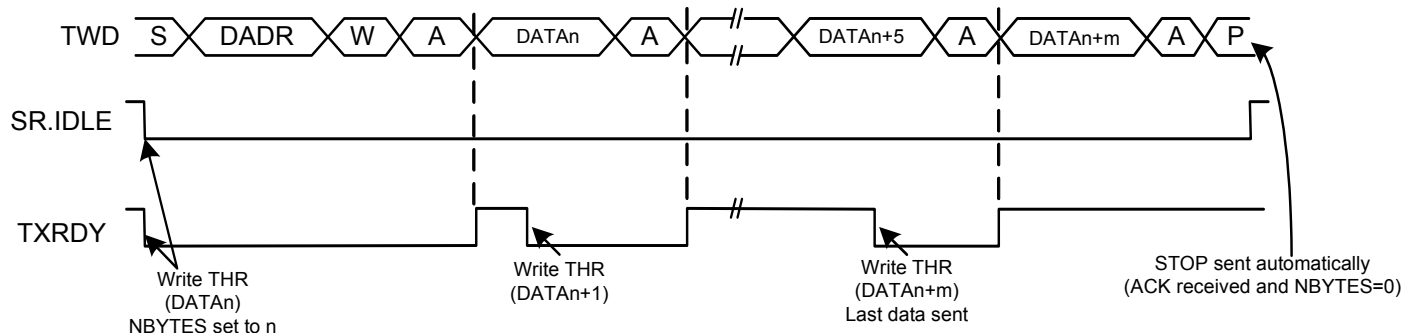 TWD S DADR W A DATAn A DATAn+5 A DATAn+m A P
SR.IDLE
TXRDY
Write THR
(DATAn)
NBYTES set to n
Write THR
(DATAn+1)
Write THR
(DATAn+m)
Last data sent
STOP sent automatically
(ACK received and NBYTES=0)